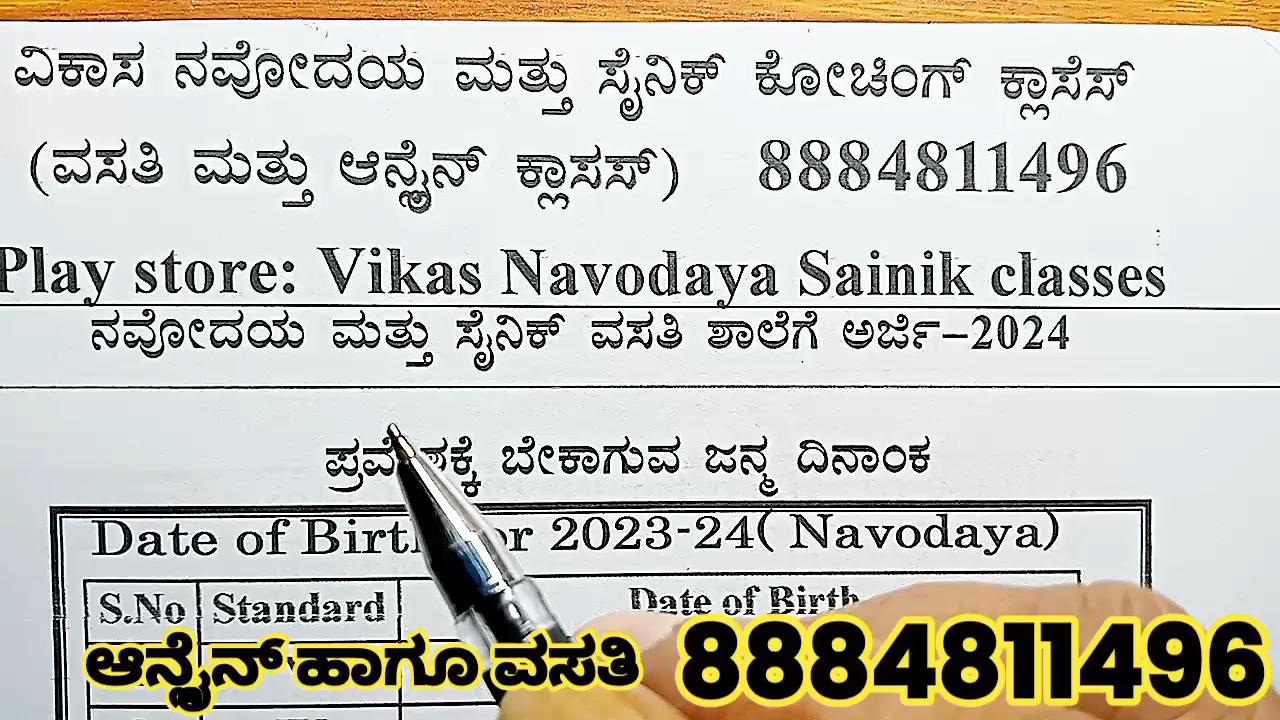 ವಿಕಾಸ ನವೋದಯ ಮತ್ತು ಸೈನಿಕ್ ಕೋಚಿಂಗ್ ಕ್ಲಾಸೆಸ್
(ವಸತಿ ಮತ್ತು ಆನ್ಲೈನ್ ಕ್ಲಾಸಸ್) 8884811496
Play store: Vikas Navodaya Sainik classes
ನವೋದಯ ಮತ್ತು ಸೈನಿಕ್ ವಸತಿ ಶಾಲೆಗೆ ಅರ್ಜಿ-2024
ಬೇಕಾಗುವ ಜನ್ಮ ದಿನಾಂಕ
Date of 2023-24( Navodaya)
S.No Standard Date of Birth
ಆನ್ಲೈನ್ ಹಾಗೂ ವಸತಿ 8884811496